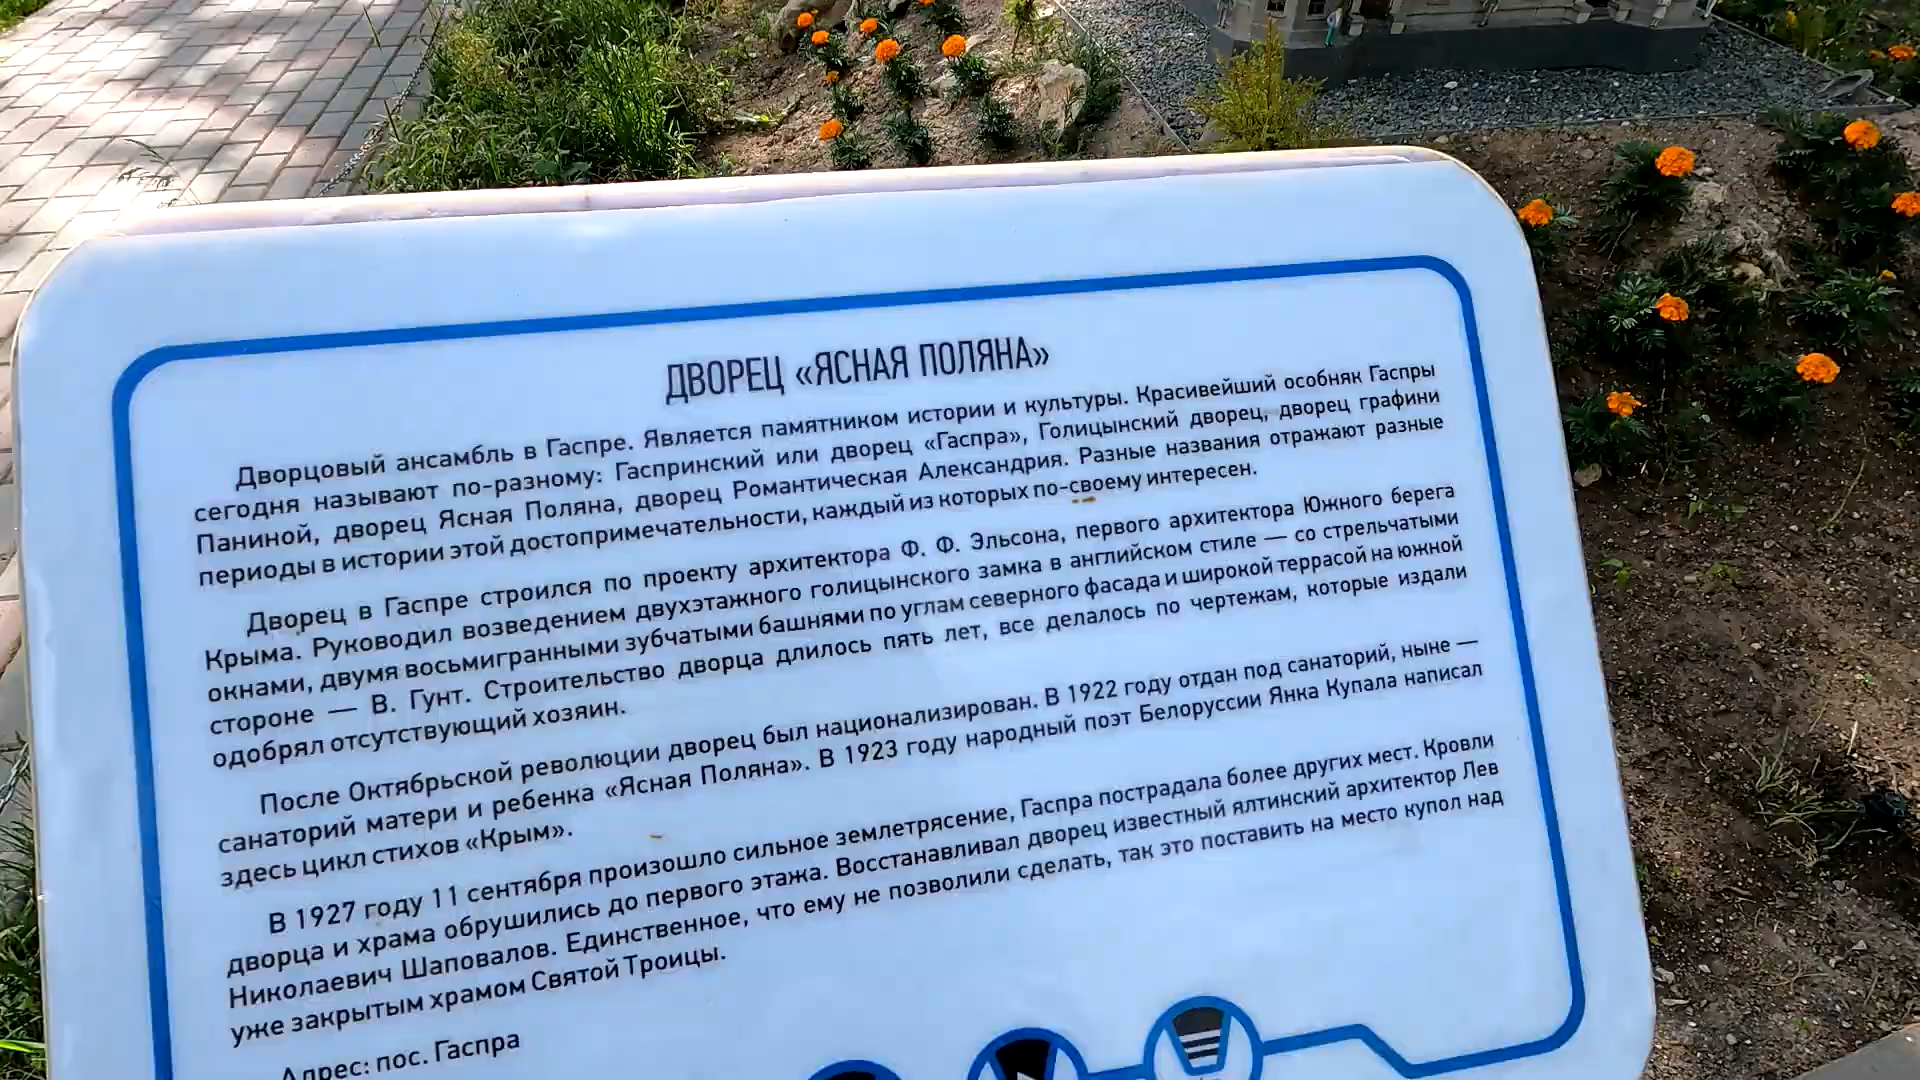 ДВОРЕЦ «ЯСНАЯ ПОЛЯНА»
Дворцовый ансамбль в Гаспре. Является памятником истории и культуры. Красивейший особняк Гаспры
сегодня называют по-разному: Гаспринский или дворец «Гаспра», Голицынский дворец, дворец графини
Паниной, дворец Ясная Поляна, дворец Романтическая Александрия. Разные названия отражают разные
периоды в истории этой достопримечательности, каждый из которых по-своему интересен.
Дворец в Гаспре строился по проекту архитектора Ф. Ф. Эльсона, первого архитектора Южного берега
Крыма. Руководил возведением двухэтажного голицынского замка в английском стиле — со стрельчатыми
окнами, двумя восьмигранными зубчатыми башнями по углам северного фасада и широкой террасой на южной
стороне — В. Гунт. Строительство дворца длилось пять лет, все делалось по чертежам, которые издали
одобрял отсутствующий хозяин.
После Октябрьской революции дворец был национализирован. В 1922 году отдан под санаторий, ныне —
санаторий матери и ребенка «Ясная Поляна». В 1923 году народный поэт Белоруссии Янка Купала написал
здесь цикл стихов «Крым».
В 1927 году 11 сентября произошло сильное землетрясение, Гаспра пострадала более других мест. Кровли
дворца и храма обрушились до первого этажа. Восстанавливал дворец известный ялтинский архитектор Лев
Николаевич Шаповалов. Единственное, что ему не позволили сделать, так это поставить на место купол над
уже закрытым храмом Святой Троицы.
Адрес: пос. Гаспра